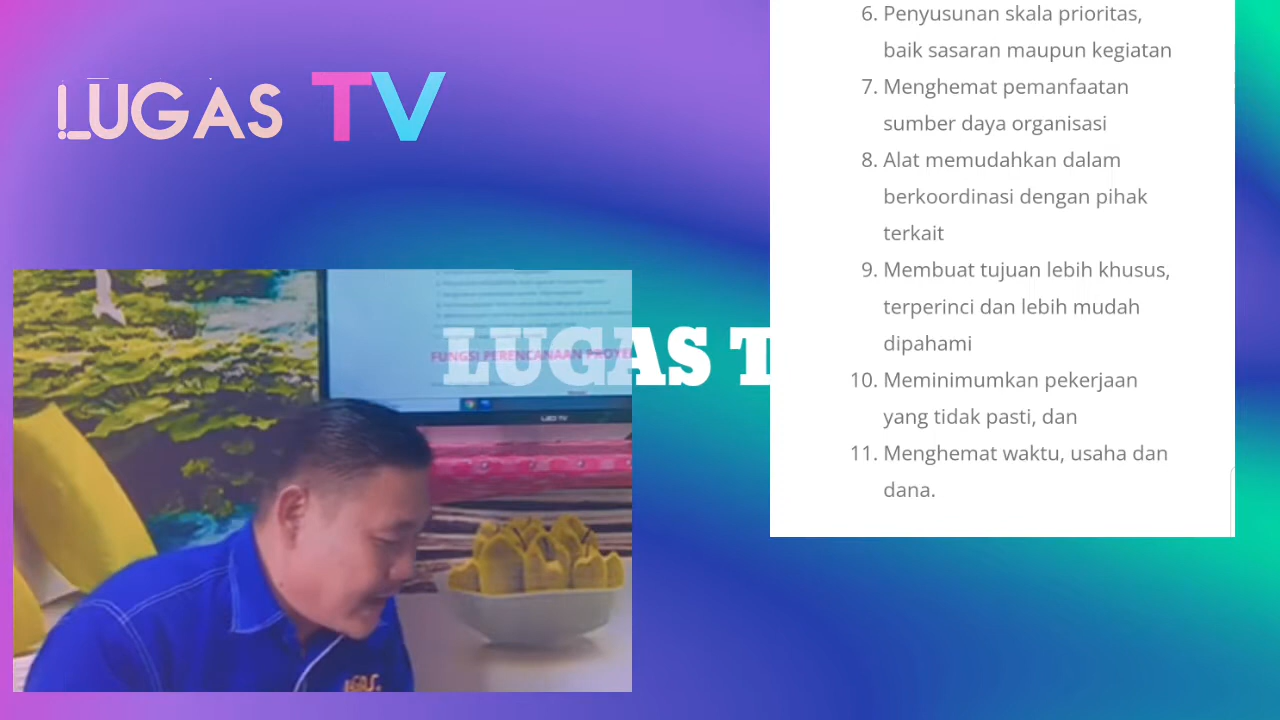 LUGAS TV
6. Penyusunan skala prioritas,
baik sasaran maupun kegiatan
7. Menghemat pemanfaatan
sumber daya organisasi
8. Alat memudahkan dalam
berkoordinasi dengan pihak
terkait
9. Membuat tujuan lebih khusus,
terperinci dan lebih mudah
dipahami
10. Meminimumkan pekerjaan
yang tidak pasti, dan
11. Menghemat waktu, usaha dan
dana.
LUGAS T
FUNGSI PERENCANAAN PROYE
LED TV